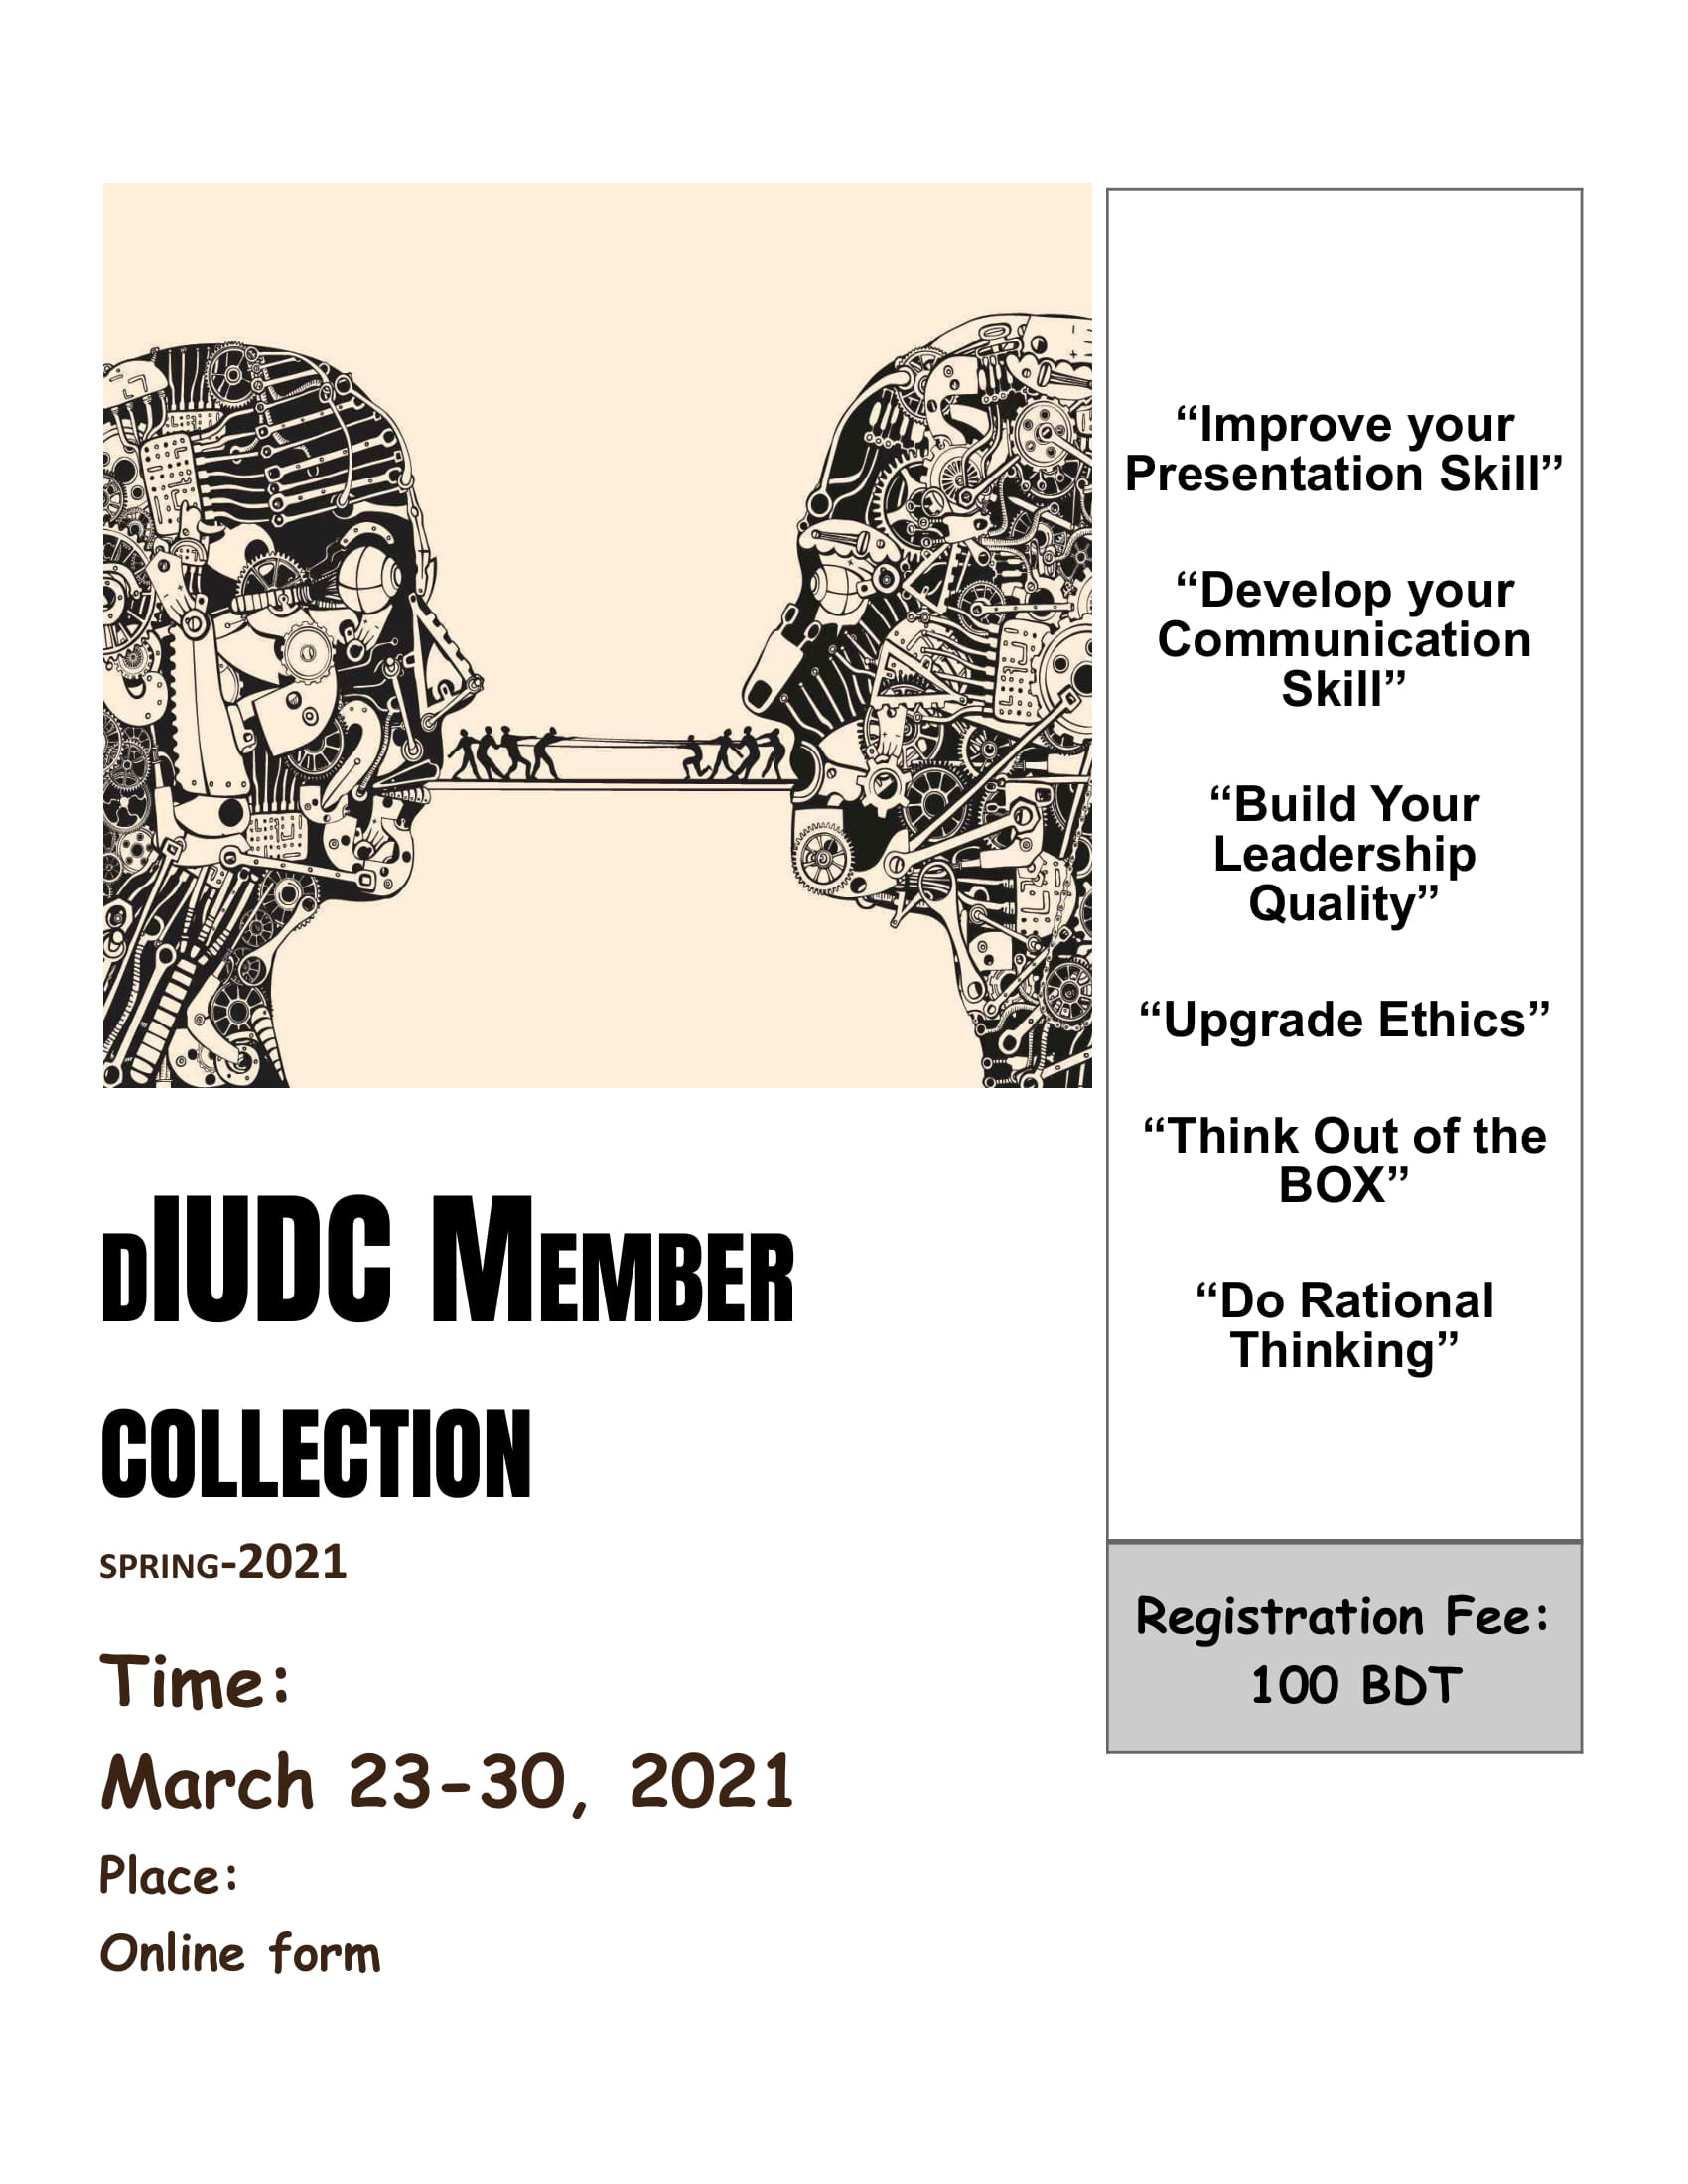 “Improve your
Presentation Skill”
“Develop your
Communication
Skill”
“Build Your
Leadership
Quality”
“Upgrade Ethics”
“Think Out of the
BOX”
“Do Rational
Thinking”
Registration Fee:
100 BDT
dIUDC Member
COLLECTION
spring-2021
Time:
March 23-30, 2021
Place:
Online form